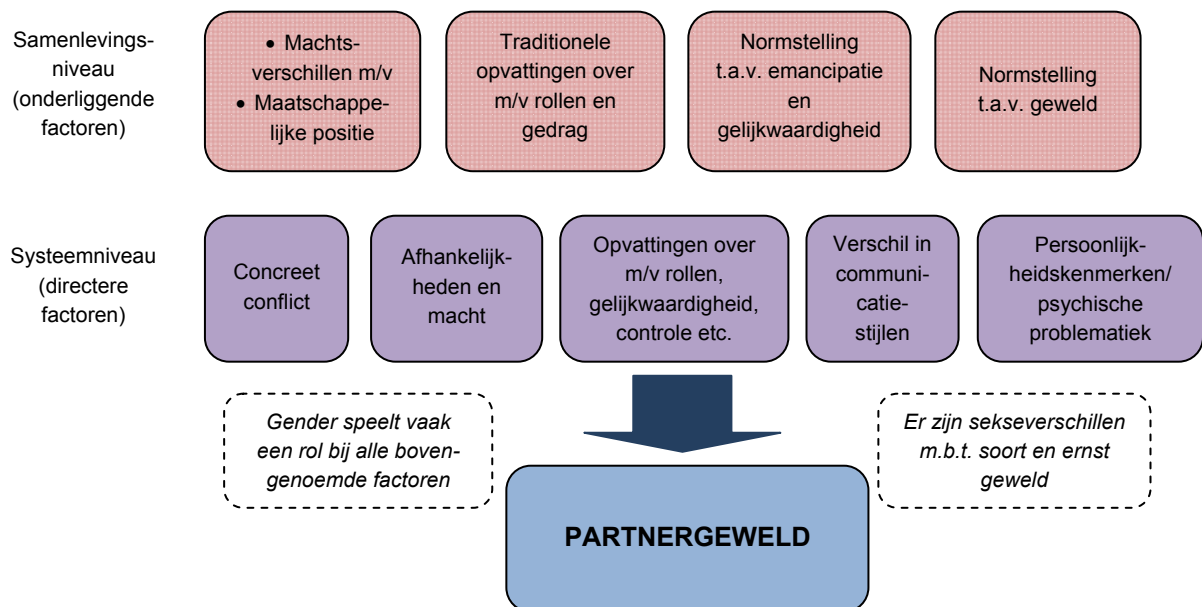 Samenlevings-
niveau
(onderliggende
factoren)
• Machts-
verschillen m/v
• Maatschappe-
lijke positie
Traditionele
opvattingen over
m/v rollen en
gedrag
Normstelling
t.a.v. emancipatie
en
gelijkwaardigheid
Normstelling
t.a.v. geweld
Systeemniveau
(directere
factoren)
Concreet
conflict
Afhankelijk-
heden en
macht
Opvattingen over
m/v rollen,
gelijkwaardigheid,
controle etc.
Verschil in
communi-
catie-
stijlen
Persoonlijk-
heidskenmerken/
psychische
problematiek
Gender speelt vaak
een rol bij alle boven-
genoemde factoren
Er zijn sekseverschillen
m.b.t. soort en ernst
geweld
PARTNERGEWELD